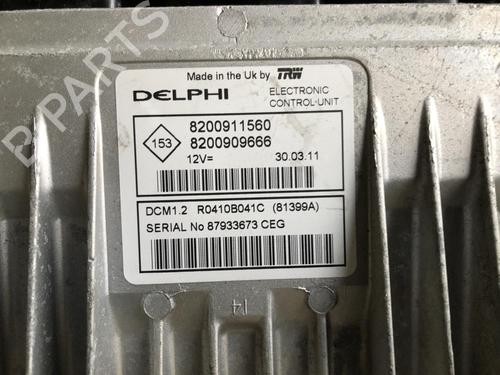 B PARTS
Made in the Uk by TRW
DELPHI ELECTRONIC
CONTROL-UNIT
153 8200911560
8200909666
12V= 30.03.11
DCM1.2 R0410B041C (81399A)
SERIAL No 87933673 CEG
14